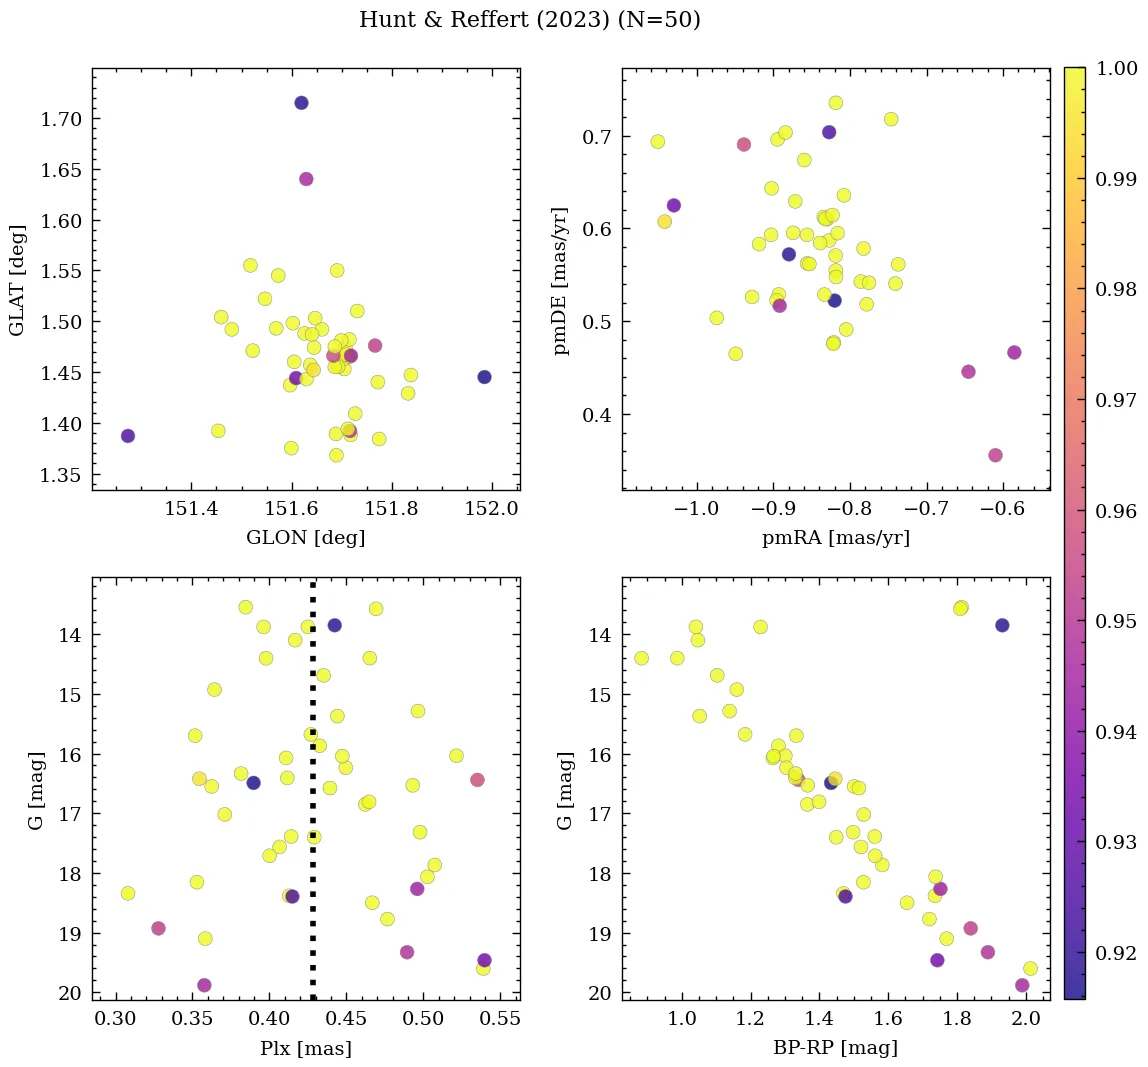 Hunt & Reffert (2023) (N=50)
1.70
1.65
1.60
1.55
1.50
1.45
1.40
1.35
GLAT [deg]
151.4 151.6 151.8 152.0
GLON [deg]
0.7
0.6
0.5
0.4
pmDE [mas/yr]
−1.0 −0.9 −0.8 −0.7 −0.6
pmRA [mas/yr]
14
15
16
17
18
19
20
G [mag]
0.30 0.35 0.40 0.45 0.50 0.55
Plx [mas]
14
15
16
17
18
19
20
G [mag]
1.0 1.2 1.4 1.6 1.8 2.0
BP-RP [mag]
1.00
0.99
0.98
0.97
0.96
0.95
0.94
0.93
0.92